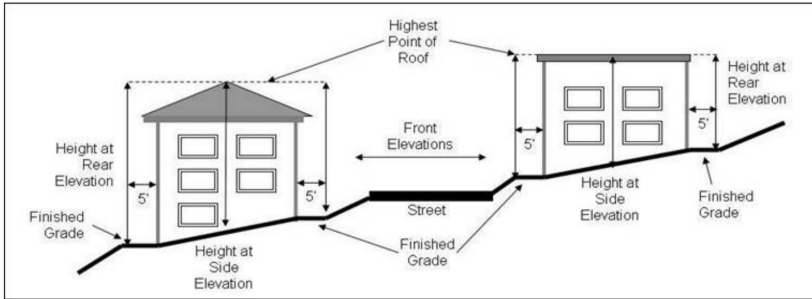 Highest
Point of
Roof
Height at
Rear
Elevation
5'
5'
Finished
Grade
Height at
Side
Elevation
Front
Elevations
Street
Finished
Grade
5'
5'
Height at
Rear
Elevation
Height at
Side
Elevation
Finished
Grade